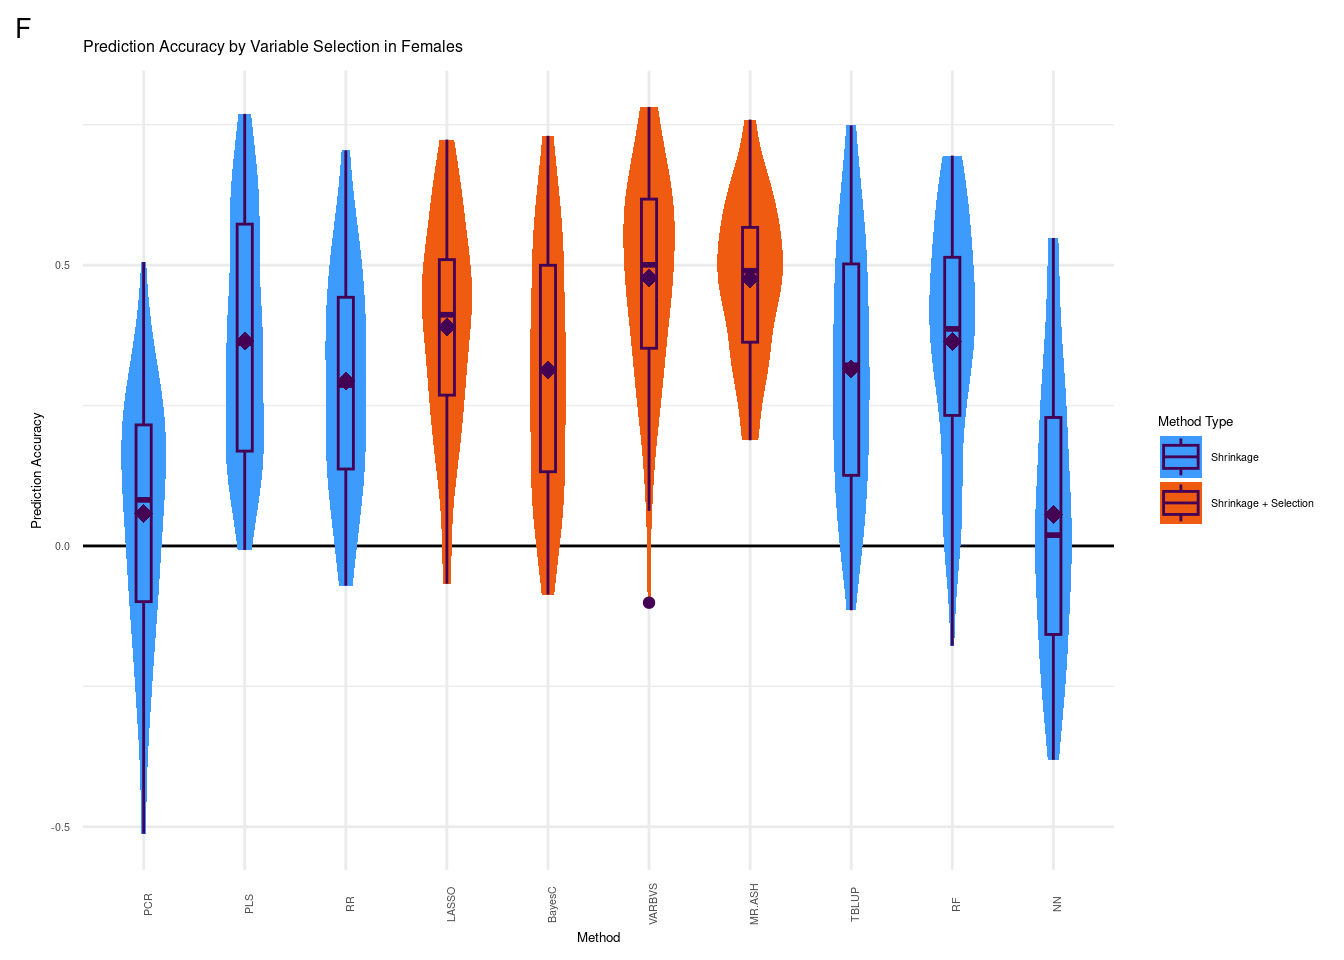 F
Prediction Accuracy by Variable Selection in Females
Prediction Accuracy
0.5
0.0
-0.5
PCR
PLS
RR
LASSO
BayesC
VARBVS
MR.ASH
TBLUP
RF
NN
Method
Method Type
Shrinkage
Shrinkage + Selection